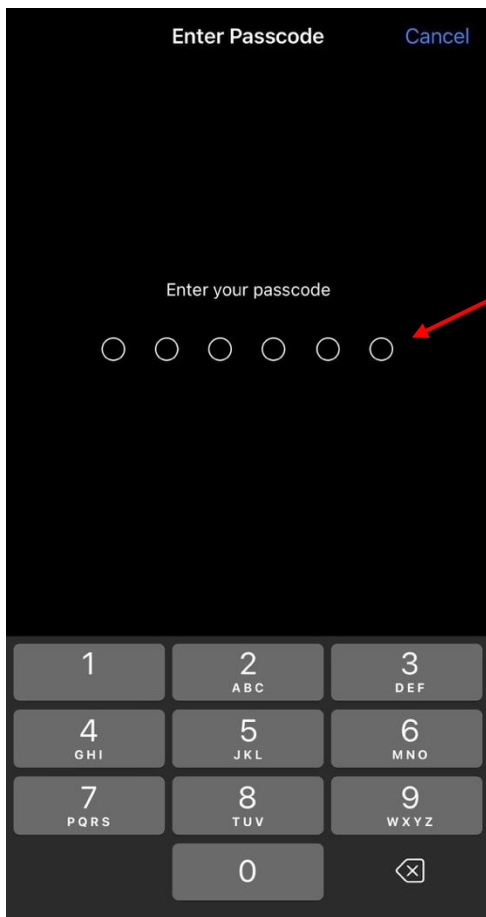 Enter Passcode Cancel
Enter your passcode
1 2 3
ABC DEF
4 5 6
GHI JKL MNO
7 8 9
PQRS TUV WXYZ
0